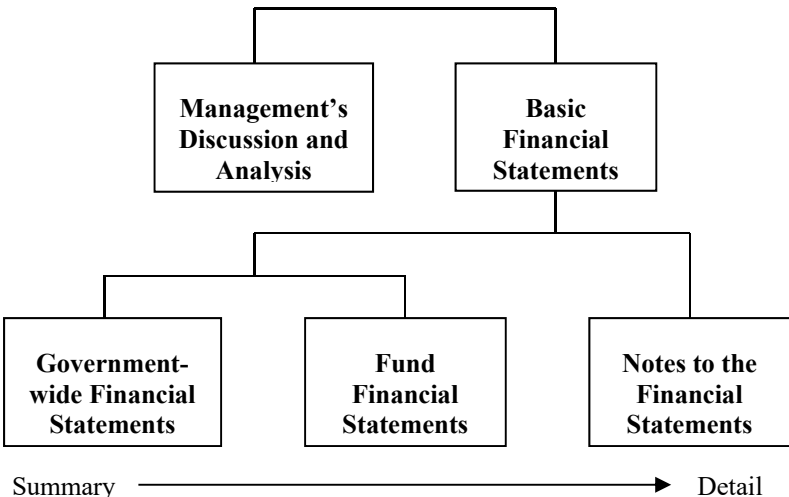 Management’s
Discussion and
Analysis
Basic
Financial
Statements
Government-
wide Financial
Statements
Fund
Financial
Statements
Notes to the
Financial
Statements
Summary
Detail